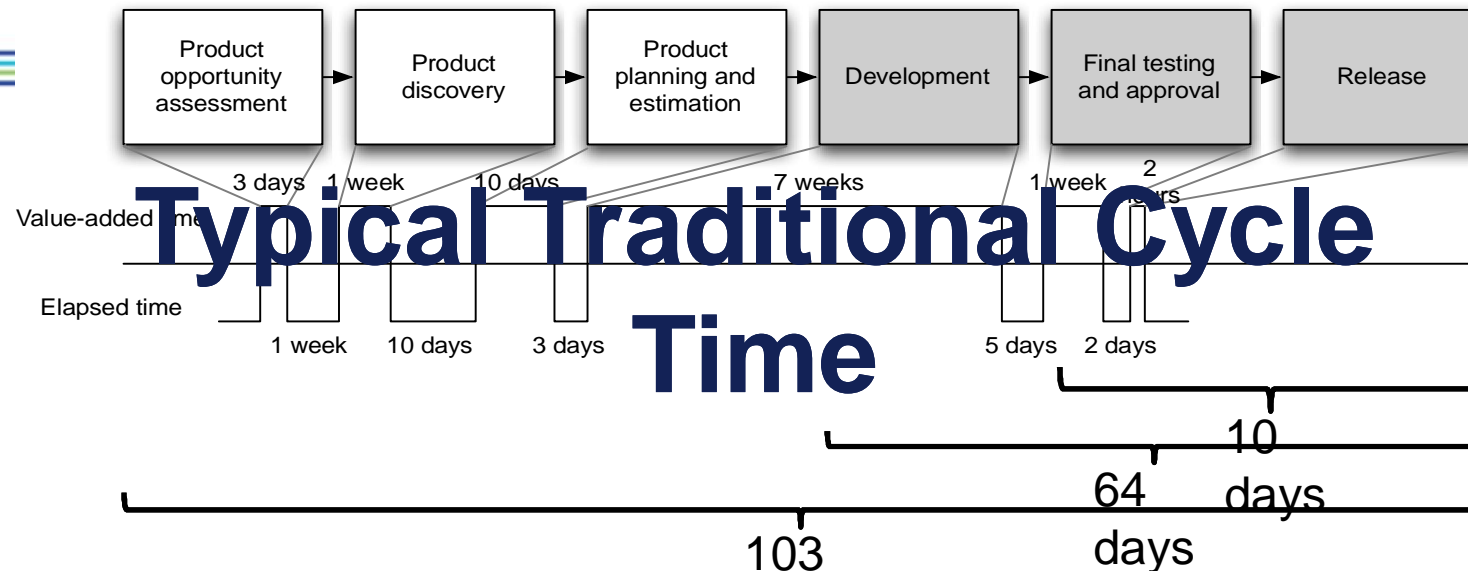 Product
opportunity
assessment
Product
discovery
Product
planning and
estimation
Development
Final testing
and approval
Release
3 days
1 week
10 days
7 weeks
1 week
2
hours
Value-added time
Typical Traditional Cycle
Time
Elapsed time
1 week
10 days
3 days
5 days
2 days
10
days
64
days
103